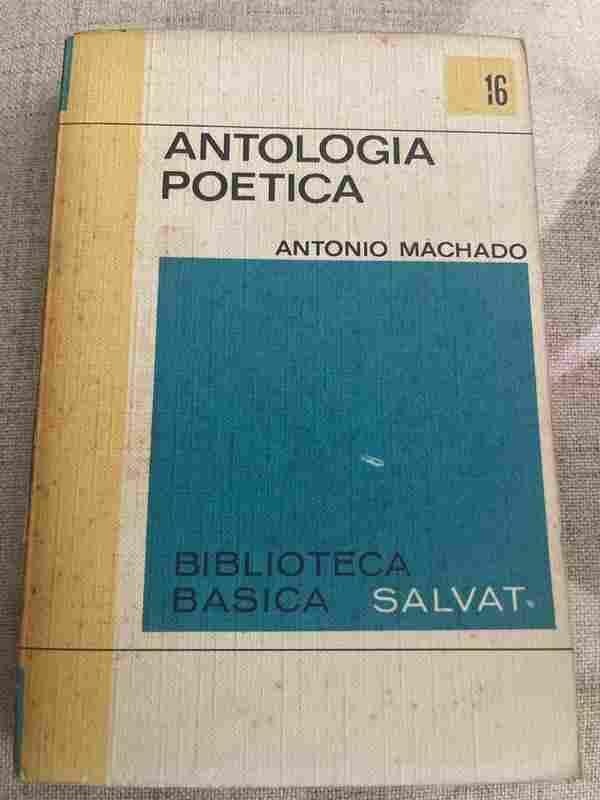 16
ANTOLOGIA
POETICA
ANTONIO MACHADO
BIBLIOTECA
BASICA SALVAT